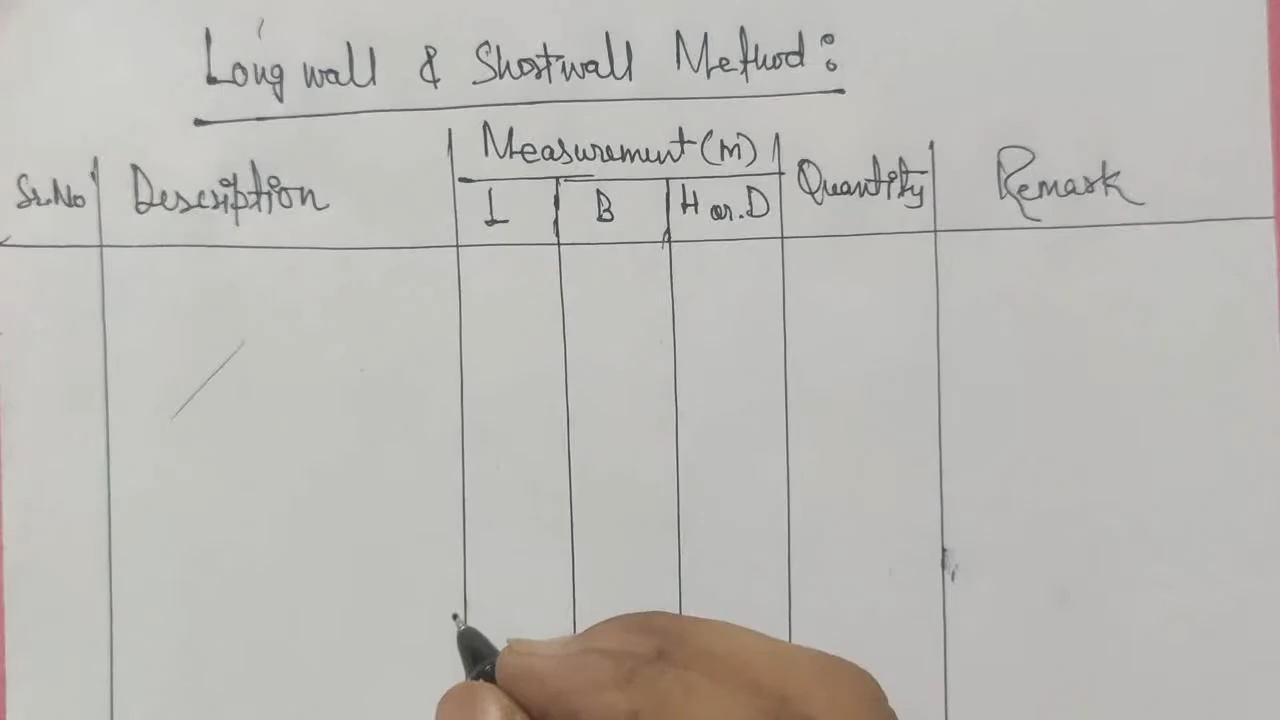 Long wall & Shortwall Method:
Sr.No Description Measurement (m) Quantity Remark
L B H or. D